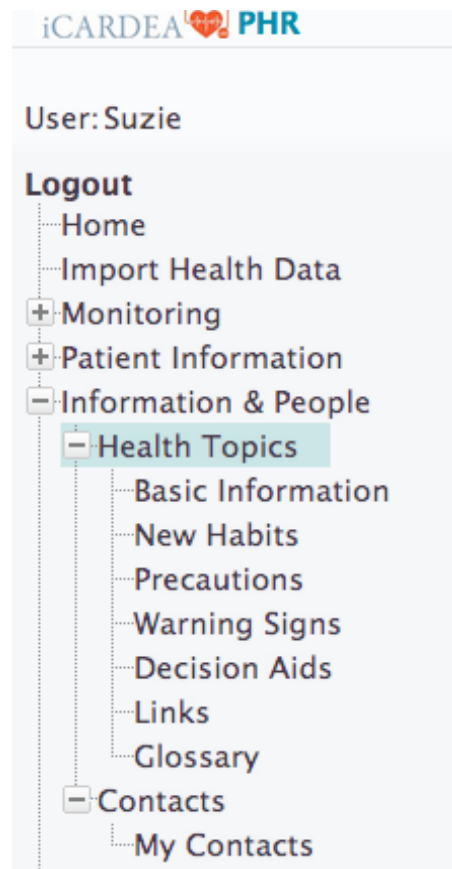 iCARDEA PHR
User: Suzie
Logout
Home
Import Health Data
Monitoring
Patient Information
Information & People
Health Topics
Basic Information
New Habits
Precautions
Warning Signs
Decision Aids
Links
Glossary
Contacts
My Contacts